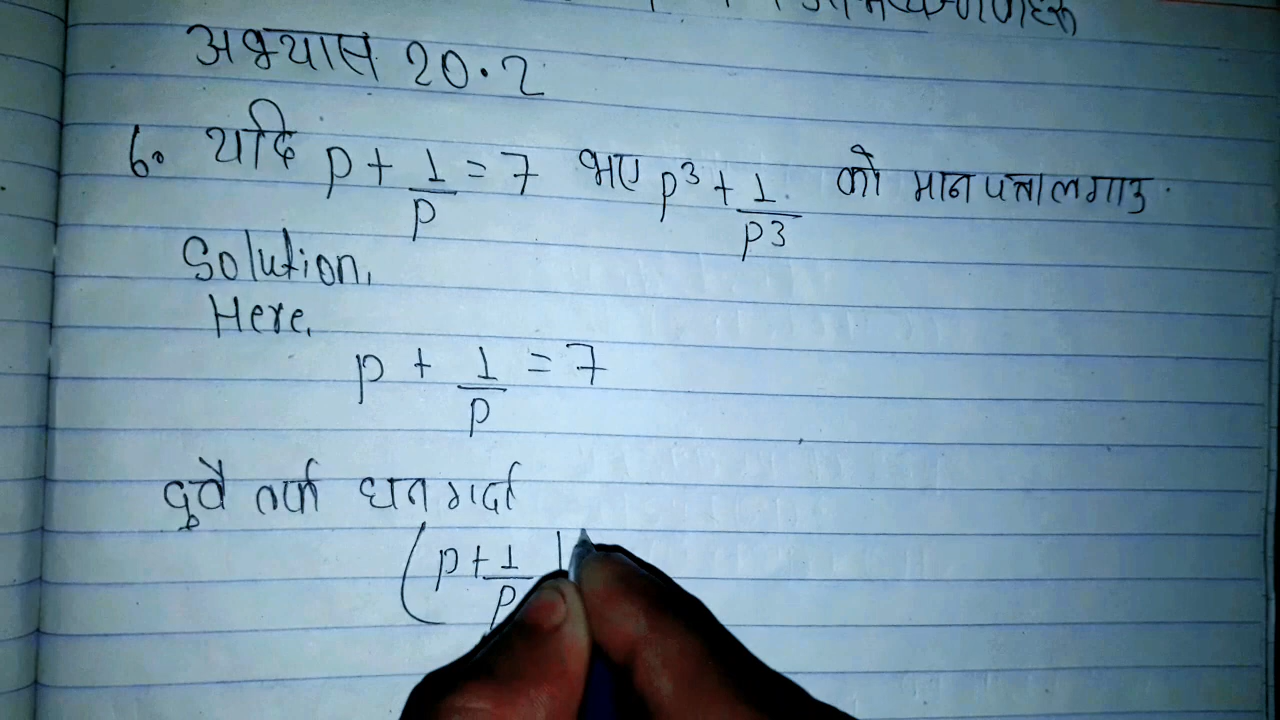 अभ्यास 20.2
6. यदि p + 1/p = 7 भए p³ + 1/p³ को मान पत्ता लगाउ.
Solution,
Here,
p + 1/p = 7
दुवै तर्फ घन गर्दा
(p + 1/p